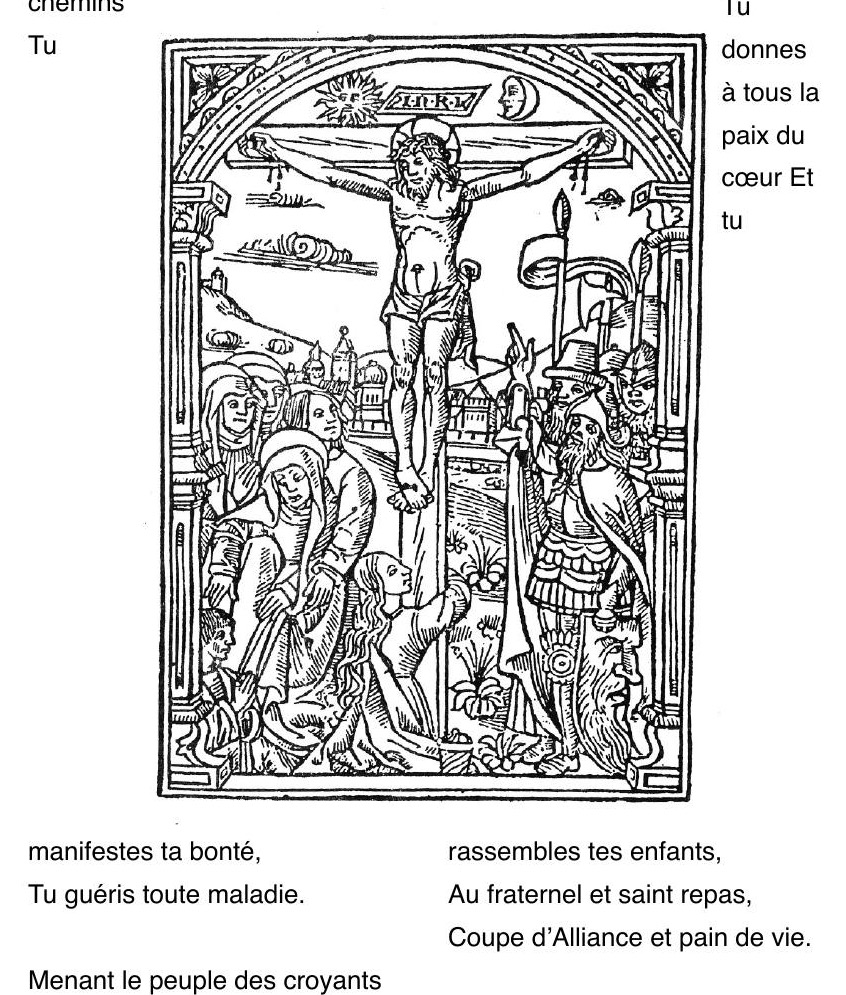 chemins
Tu
manifestes ta bonté,
Tu guéris toute maladie.
Menant le peuple des croyants
I·N·R·I
Tu
donnes
à tous la
paix du
cœur Et
tu
rassembles tes enfants,
Au fraternel et saint repas,
Coupe d’Alliance et pain de vie.